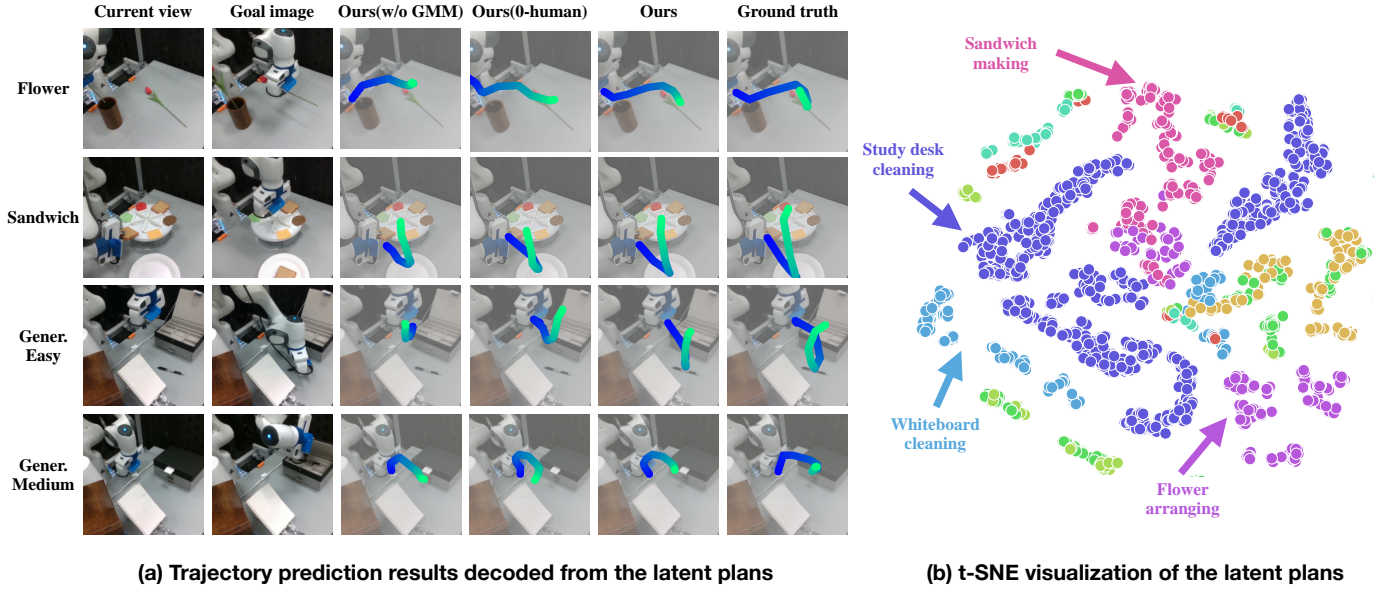 Current view
Goal image
Ours(w/o GMM)
Ours(0-human)
Ours
Ground truth
Flower
Sandwich
Gener.
Easy
Gener.
Medium
(a) Trajectory prediction results decoded from the latent plans
Sandwich
making
Study desk
cleaning
Whiteboard
cleaning
Flower
arranging
(b) t-SNE visualization of the latent plans